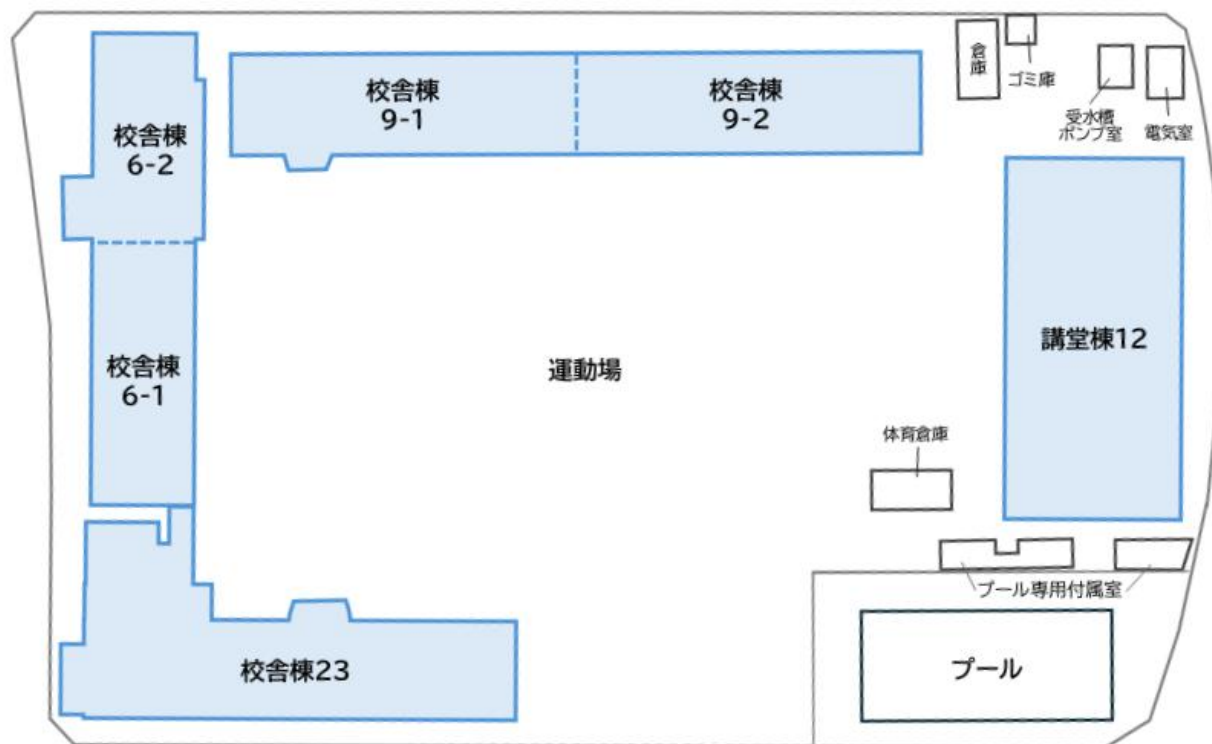 校舎棟
6-2
校舎棟
9-1
校舎棟
9-2
倉庫
ゴミ庫
受水槽
ポンプ室
電気室
校舎棟
6-1
運動場
講堂棟12
体育倉庫
プール専用付属室
校舎棟23
プール